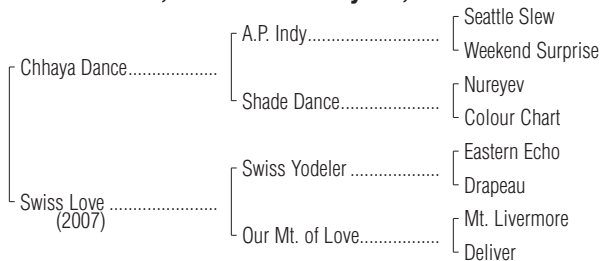 Seattle Slew
A.P. Indy..............................
Weekend Surprise
Chhaya Dance....................
Nureyev
Shade Dance......................
Colour Chart
Eastern Echo
Swiss Yodeler ....................
Drapeau
Swiss Love ........................
(2007)
Mt. Livermore
Our Mt. of Love..................
Deliver